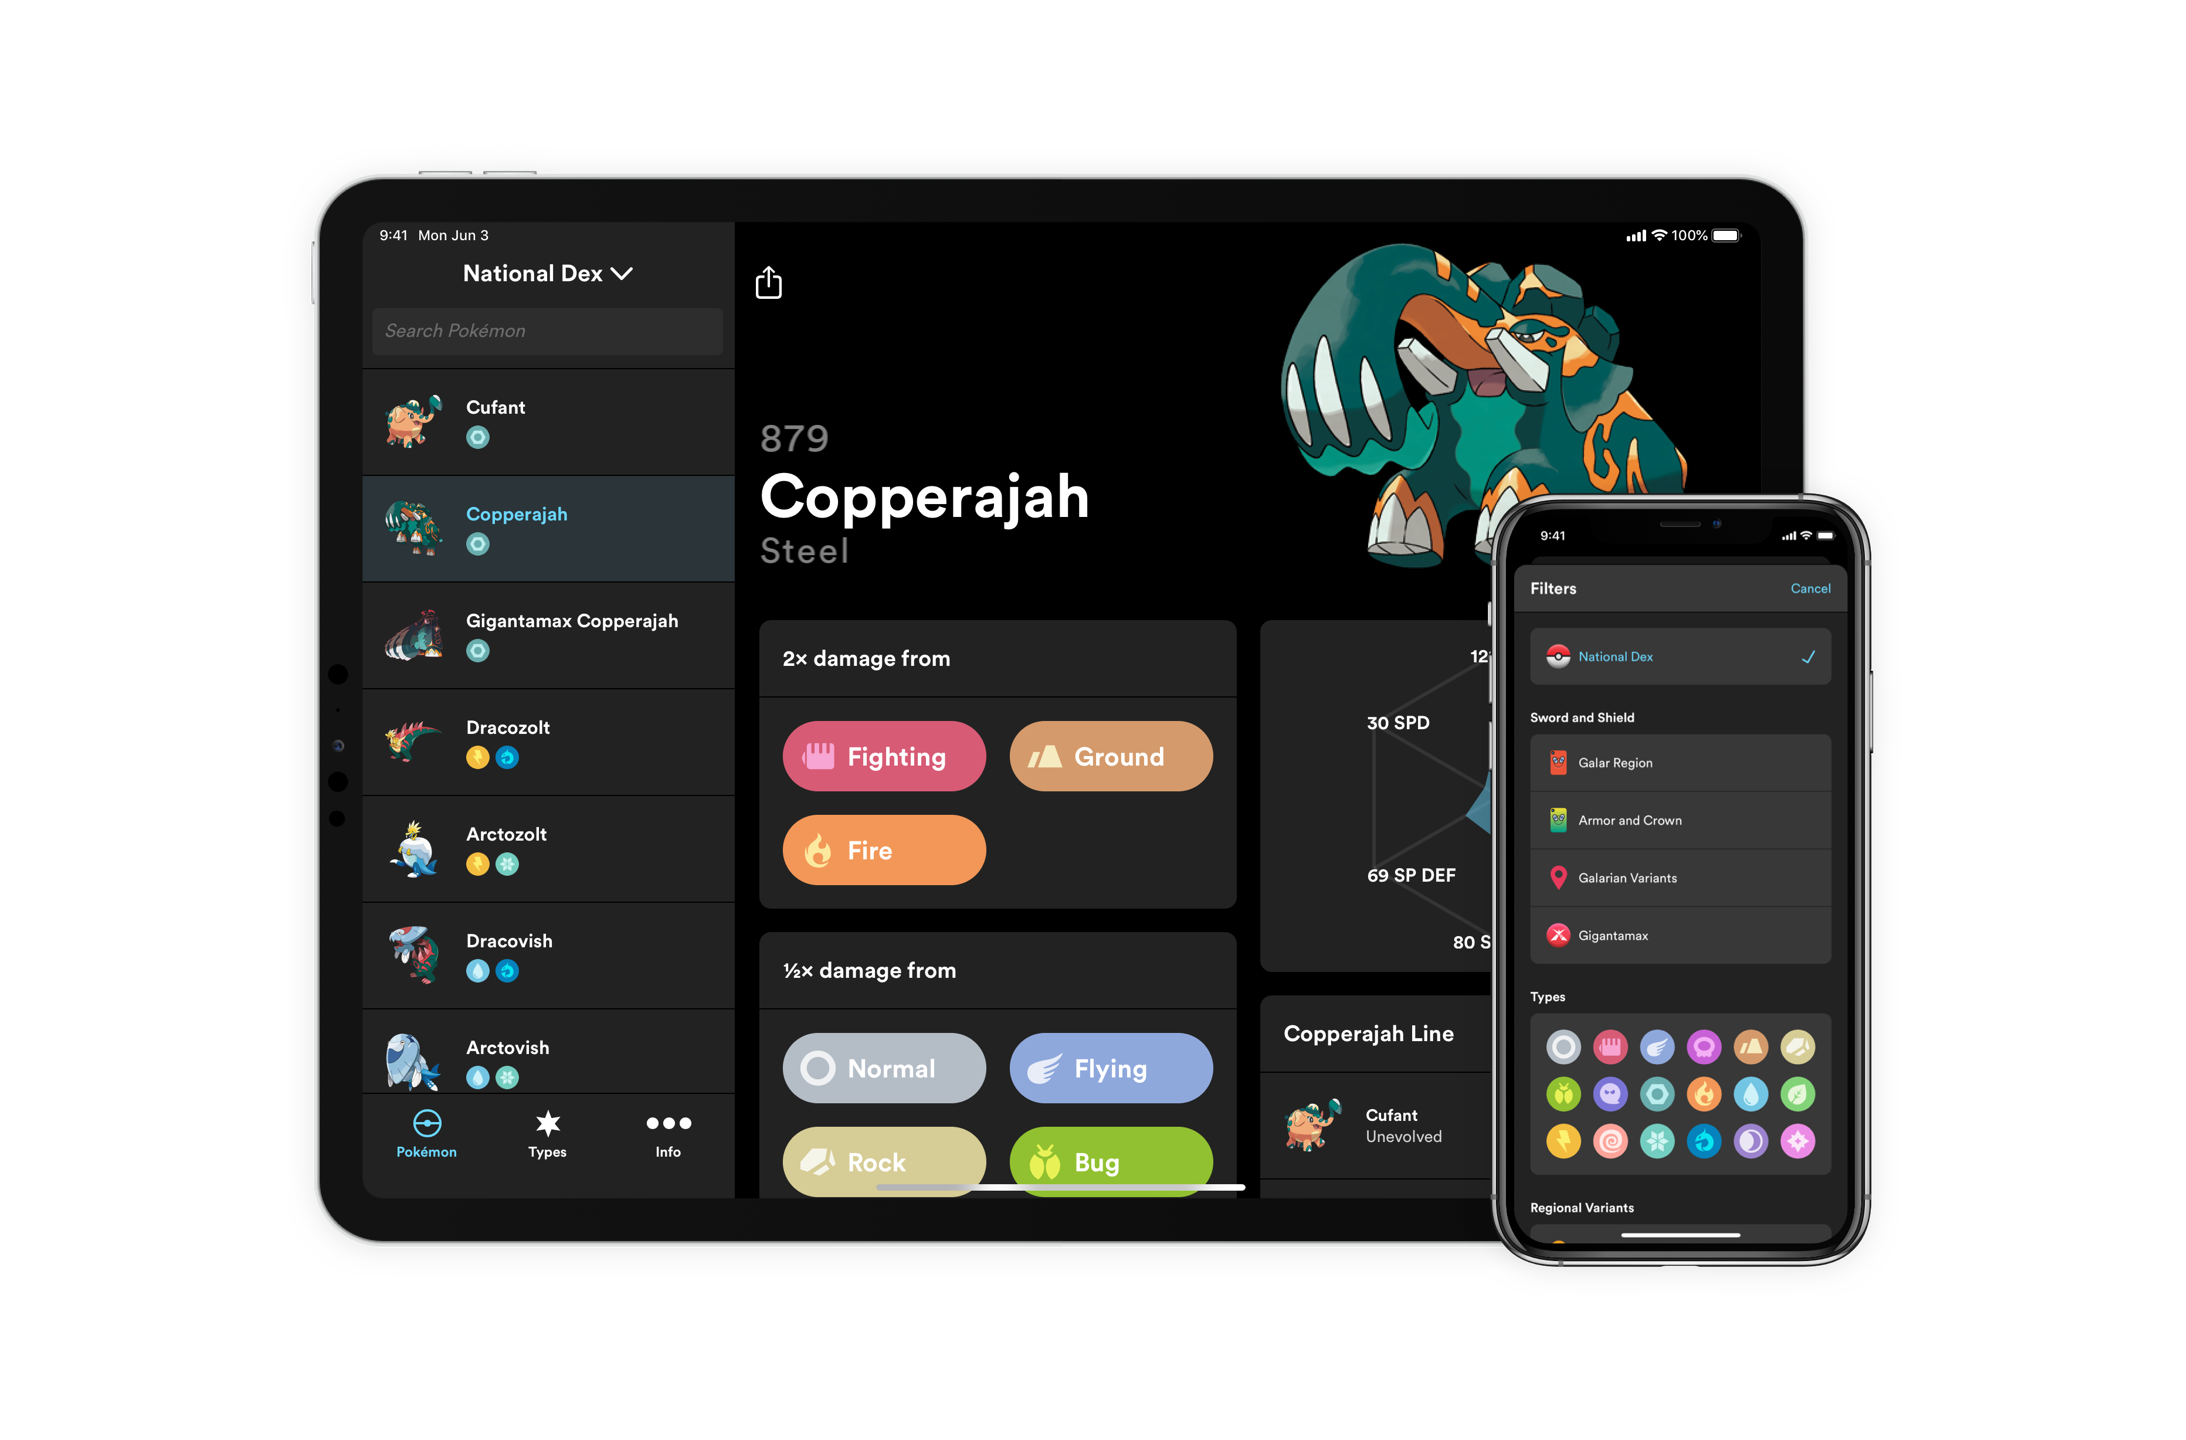 9:41 Mon Jun 3
100%
National Dex
Search Pokémon
Cufant
Copperajah
Gigantamax Copperajah
Dracozolt
Arctozolt
Dracovish
Arctovish
Pokémon
Types
Info
879
Copperajah
Steel
2× damage from
Fighting
Ground
Fire
½× damage from
Normal
Flying
Rock
Bug
30 SPD
69 SP DEF
Copperajah Line
Cufant
Unevolved
9:41
Filters
Cancel
National Dex
Sword and Shield
Galar Region
Armor and Crown
Galarian Variants
Gigantamax
Types
Regional Variants